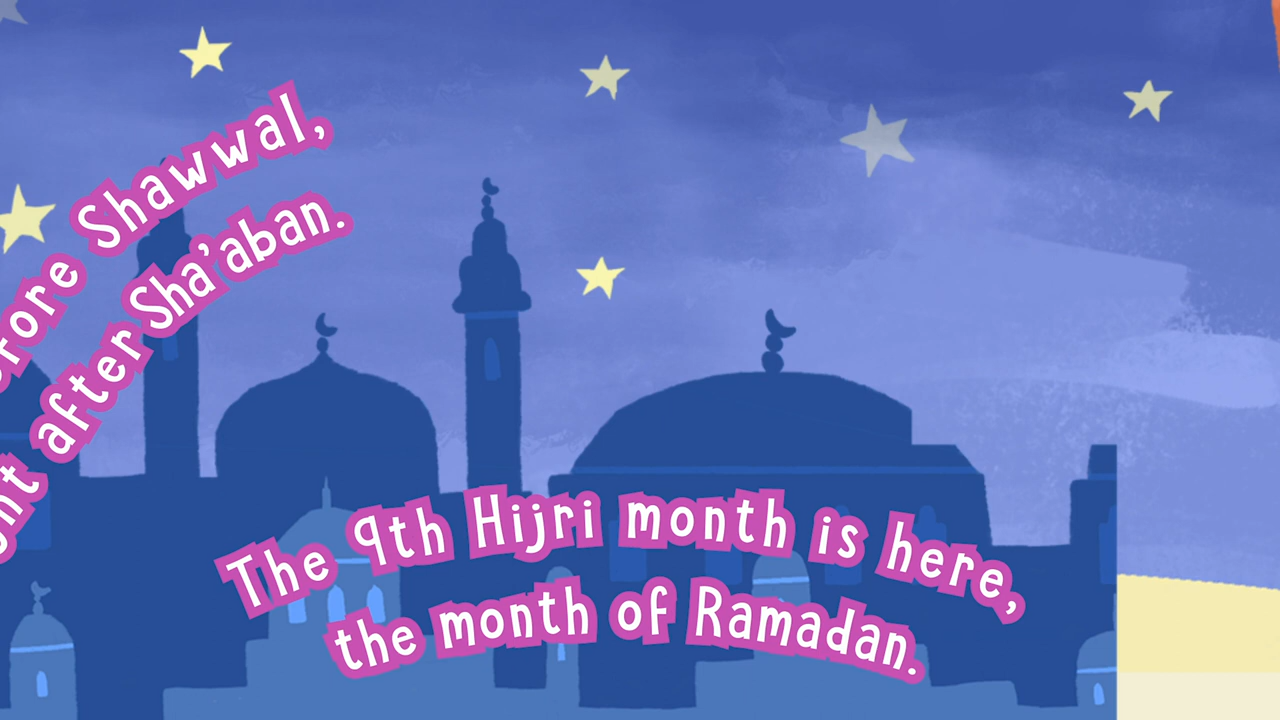 Shawwal,
after Sha'aban.
The 9th Hijri month is here,
the month of Ramadan.